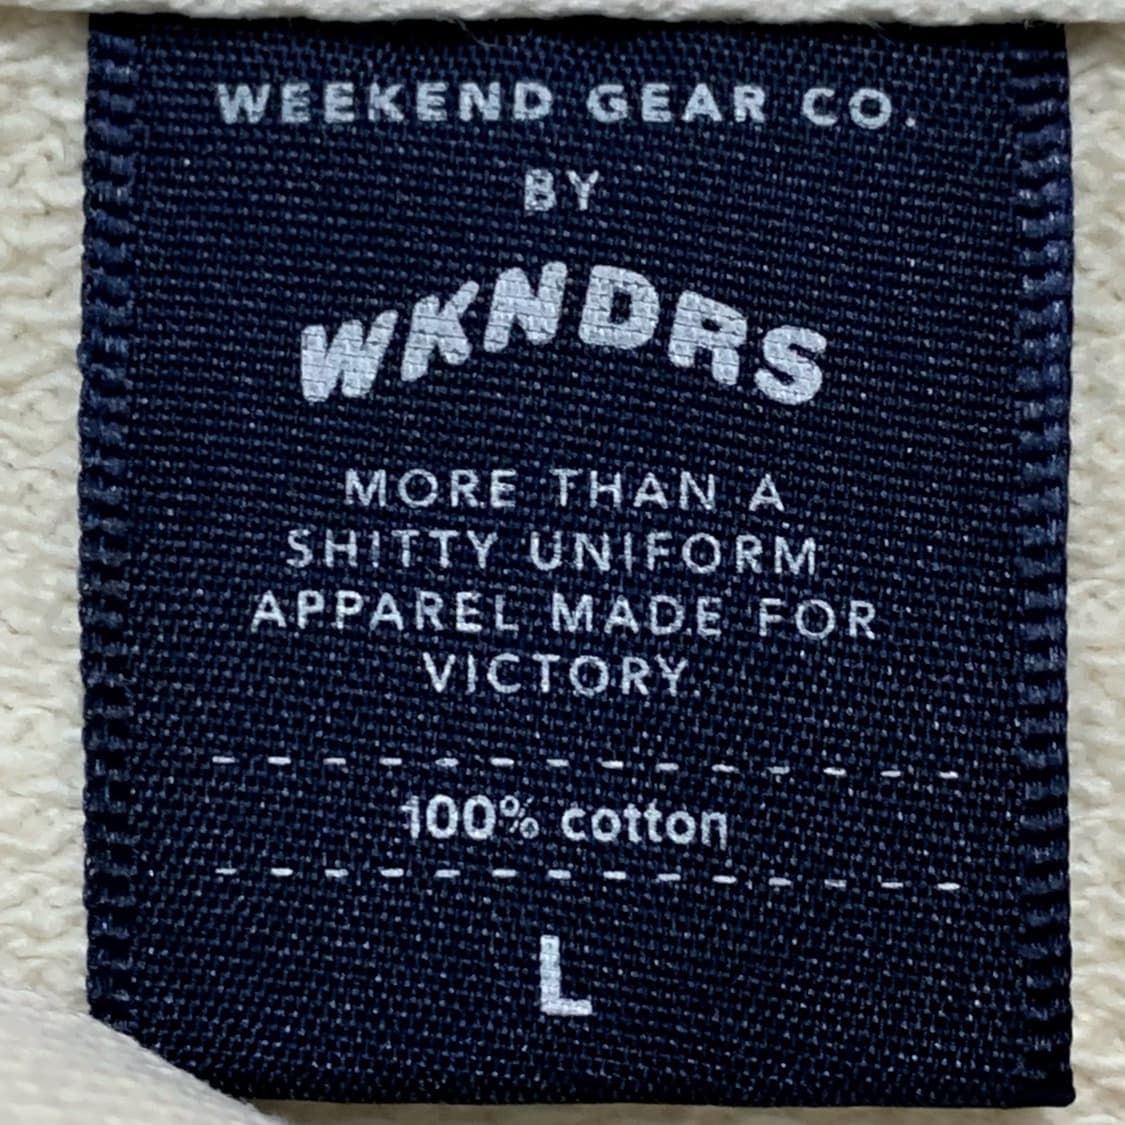 WEEKEND GEAR CO.
BY
WKNDRS
MORE THAN A
SHITTY UNIFORM.
APPAREL MADE FOR
VICTORY.
100% cotton
L